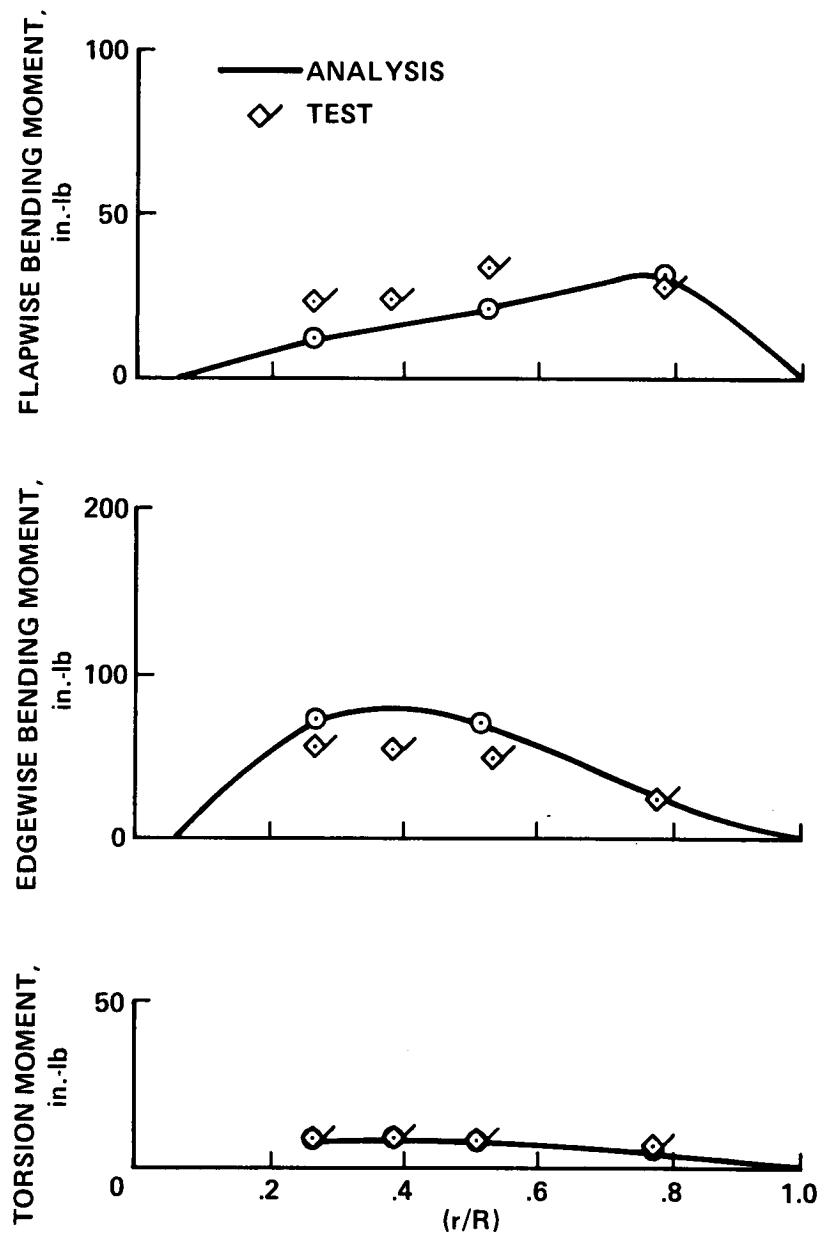 FLAPWISE BENDING MOMENT,
in.-lb
100
50
0
ANALYSIS
TEST
EDGEWISE BENDING MOMENT,
in.-lb
200
100
0
TORSION MOMENT,
in.-lb
50
0
.2 .4 .6 .8 1.0
(r/R)